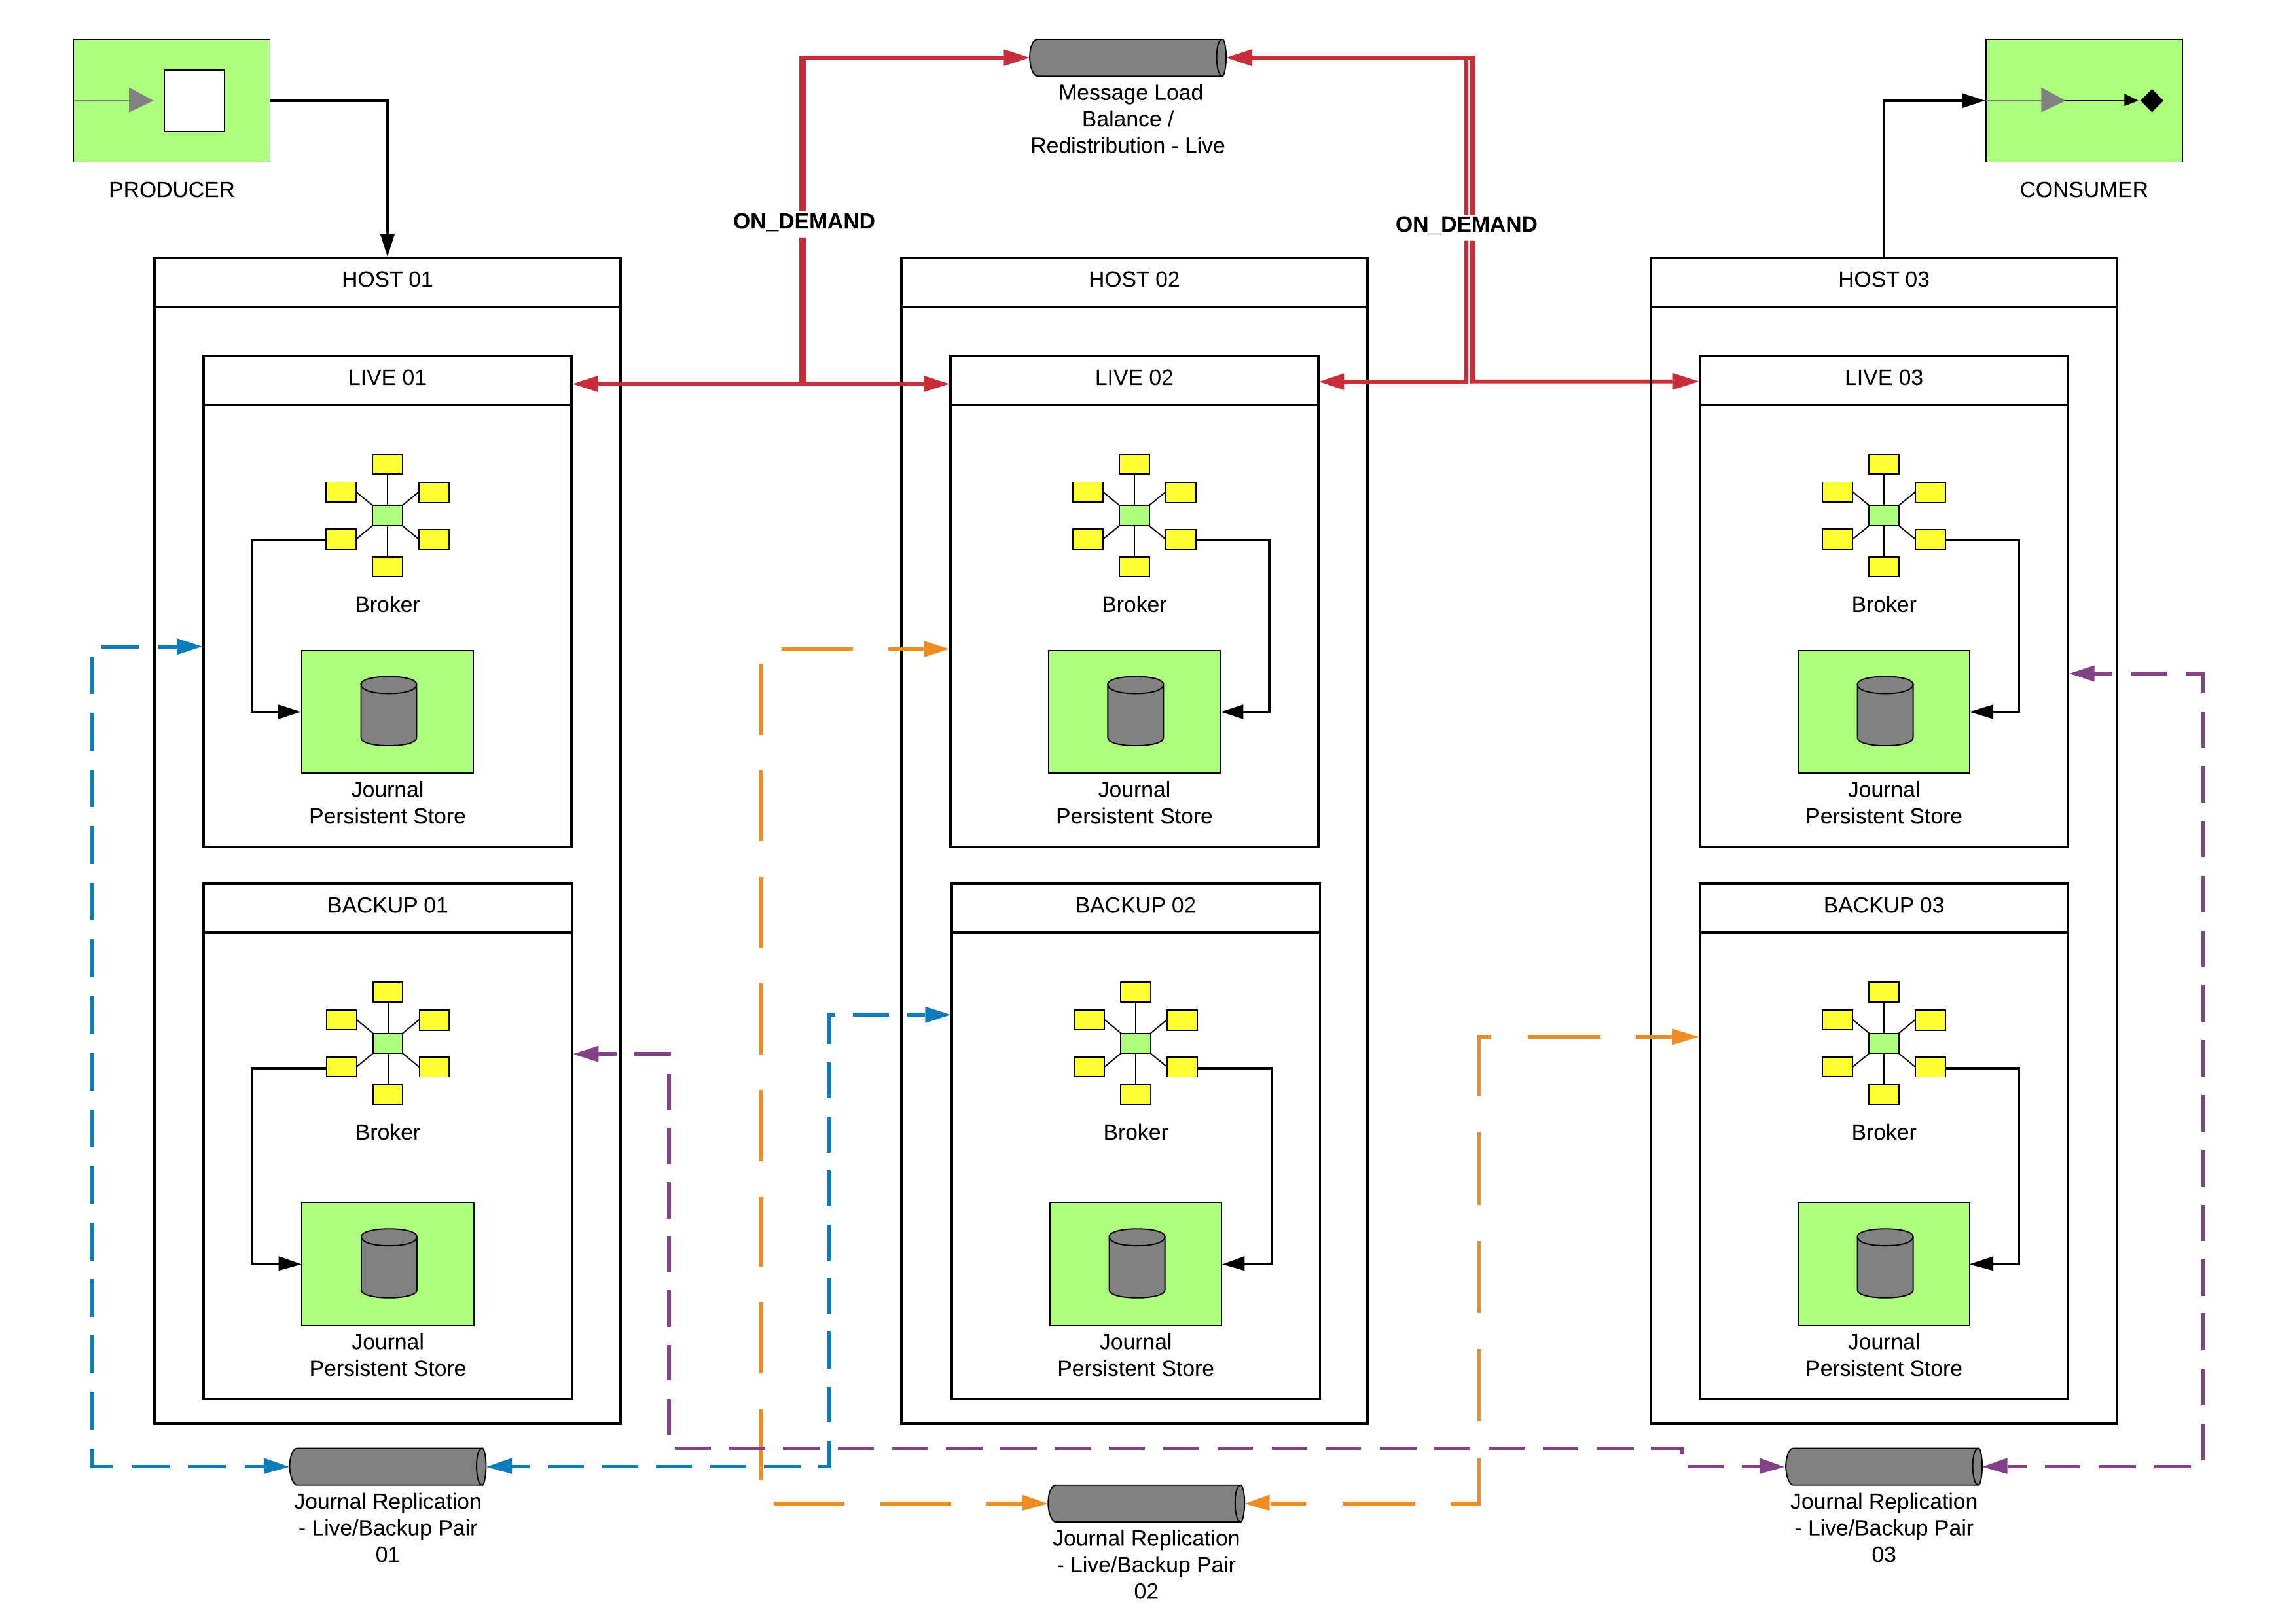 Message Load
Balance /
Redistribution - Live
PRODUCER
CONSUMER
ON_DEMAND
ON_DEMAND
HOST 01
HOST 02
HOST 03
LIVE 01
LIVE 02
LIVE 03
Broker
Broker
Broker
Journal
Persistent Store
Journal
Persistent Store
Journal
Persistent Store
BACKUP 01
BACKUP 02
BACKUP 03
Broker
Broker
Broker
Journal
Persistent Store
Journal
Persistent Store
Journal
Persistent Store
Journal Replication
- Live/Backup Pair
01
Journal Replication
- Live/Backup Pair
02
Journal Replication
- Live/Backup Pair
03